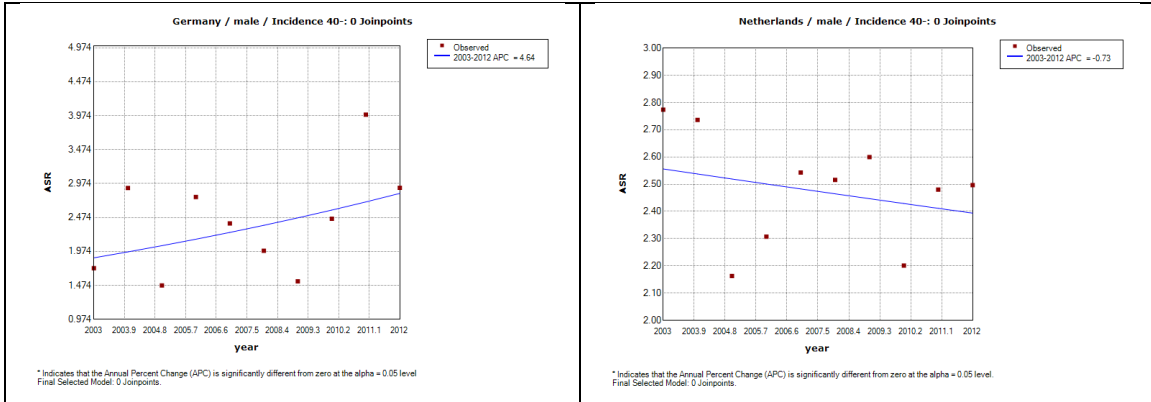 Germany / male / Incidence 40-: 0 Joinpoints
4.974
4.474
3.974
3.474
2.974
2.474
1.974
1.474
0.974
ASR
2003 2003.9 2004.8 2005.7 2006.6 2007.5 2008.4 2009.3 2010.2 2011.1 2012
year
Observed
2003-2012 APC = 4.64
* Indicates that the Annual Percent Change (APC) is significantly different from zero at the alpha = 0.05 level
Final Selected Model: 0 Joinpoints.
Netherlands / male / Incidence 40-: 0 Joinpoints
3.00
2.90
2.80
2.70
2.60
2.50
2.40
2.30
2.20
2.10
2.00
ASR
2003 2003.9 2004.8 2005.7 2006.6 2007.5 2008.4 2009.3 2010.2 2011.1 2012
year
Observed
2003-2012 APC = -0.73
* Indicates that the Annual Percent Change (APC) is significantly different from zero at the alpha = 0.05 level.
Final Selected Model: 0 Joinpoints.